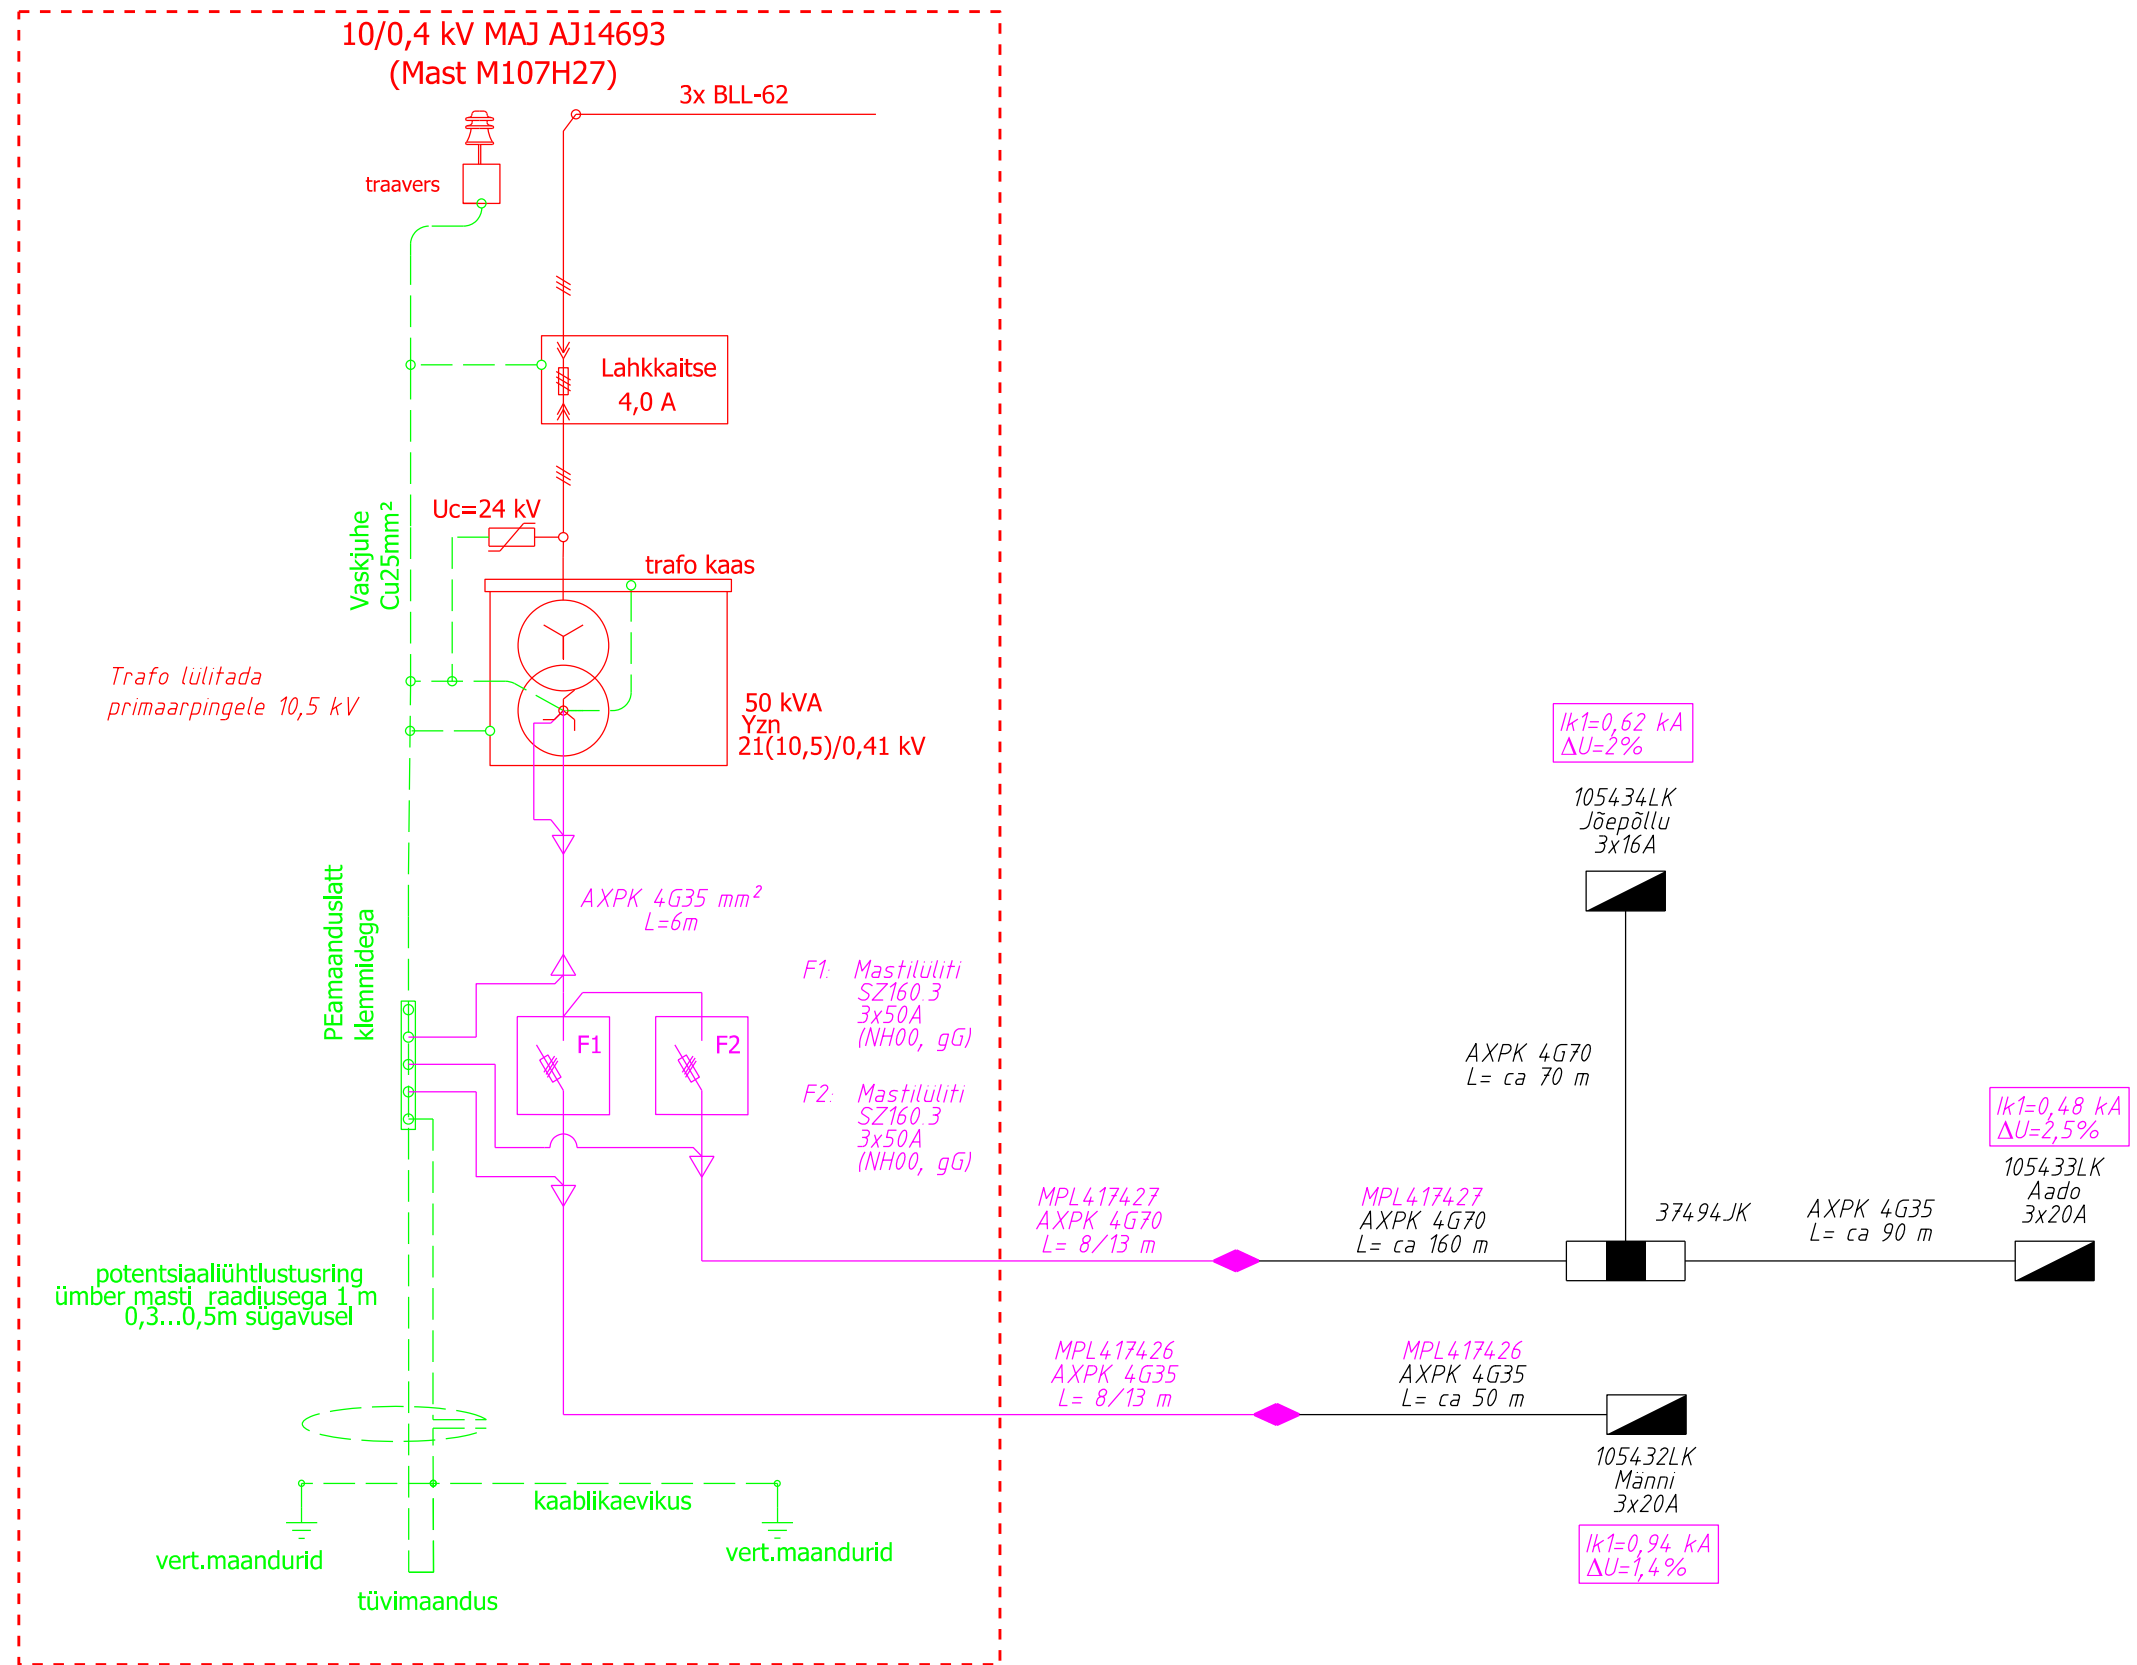 10/0,4 kV MAJ AJ14693
(Mast M107H27)
3x BLL-62
traavers
Lahkkaitse
4,0 A
Uc=24 kV
Vaskjuhe
Cu25mm²
trafo kaas
Trafo lülitada
primaarpingele 10,5 kV
50 kVA
Yzn
21(10,5)/0,41 kV
AXPK 4G35 mm²
L=6m
PEamaanduslatt
klemmidega
F1
F2
F1: Mastilüliti
SZ160.3
3x50A
(NH00, gG)
F2: Mastilüliti
SZ160.3
3x50A
(NH00, gG)
potentsiaaliühtlustusring
ümber masti raadiusega 1 m
0,3...0,5m sügavusel
kaablikaevikus
vert.maandurid
vert.maandurid
tüvimaandus
MPL417427
AXPK 4G70
L= 8/13 m
MPL417427
AXPK 4G70
L= ca 160 m
MPL417426
AXPK 4G35
L= 8/13 m
MPL417426
AXPK 4G35
L= ca 50 m
Ik1=0,62 kA
ΔU=2%
105434LK
Jõepõllu
3x16A
AXPK 4G70
L= ca 70 m
37494JK
AXPK 4G35
L= ca 90 m
Ik1=0,48 kA
ΔU=2,5%
105433LK
Aado
3x20A
105432LK
Männi
3x20A
Ik1=0,94 kA
ΔU=1,4%